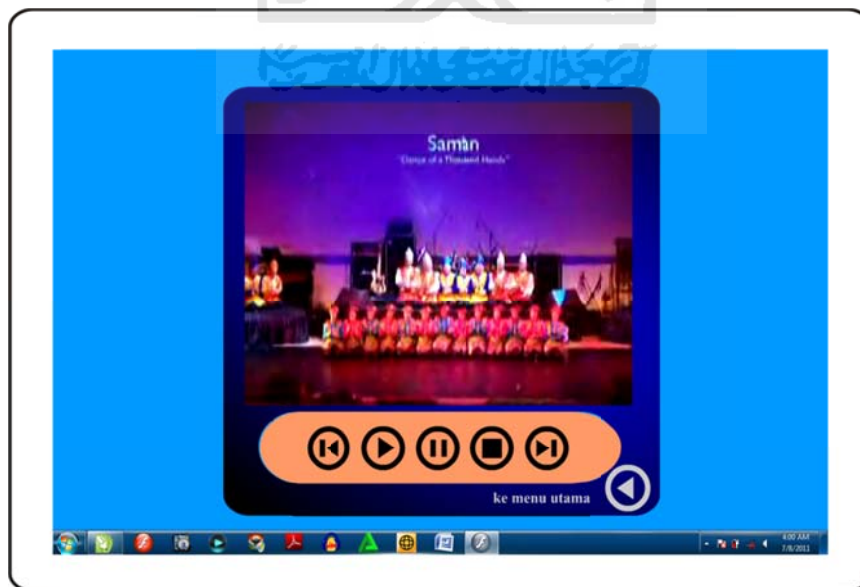 Saman
"Dance of a Thousand Hands"
ke menu utama
4:00 AM
7/8/2011